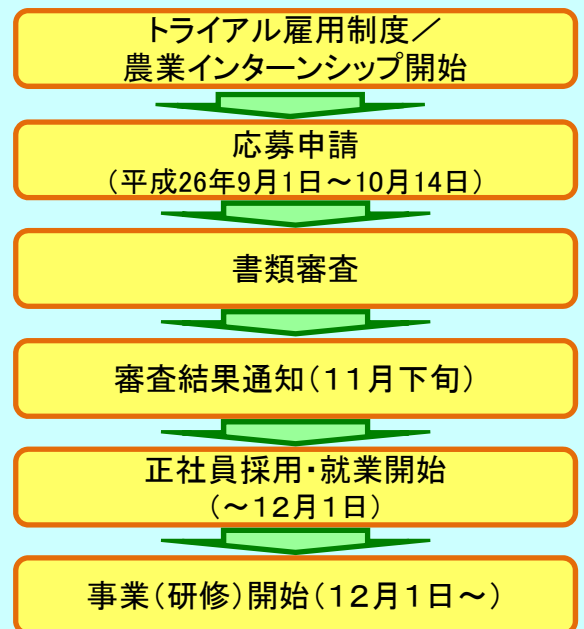 トライアル雇用制度／
農業インターンシップ開始
応募申請
（平成26年9月1日～10月14日）
書類審査
審査結果通知（１１月下旬）
正社員採用・就業開始
（～１２月１日）
事業（研修）開始（１２月１日～）